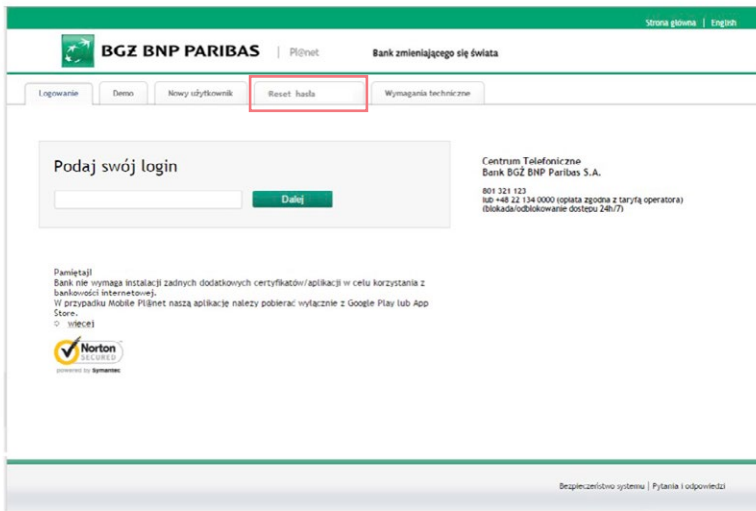 Strona główna | English
BGŻ BNP PARIBAS | Pl@net
Bank zmieniającego się świata
Logowanie
Demo
Nowy użytkownik
Reset hasła
Wymagania techniczne
Podaj swój login
Dalej
Centrum Telefoniczne
Bank BGŻ BNP Paribas S.A.
801 321 123
lub +48 22 134 0000 (opłata zgodna z taryfą operatora)
(blokada/odblokowanie dostępu 24h/7)
Pamiętaj!
Bank nie wymaga instalacji żadnych dodatkowych certyfikatów/aplikacji w celu korzystania z
bankowości internetowej.
W przypadku Mobile Pl@net naszą aplikację należy pobierać wyłącznie z Google Play lub App
Store.
więcej
Norton
SECURED
powered by Symantec
Bezpieczeństwo systemu | Pytania i odpowiedzi